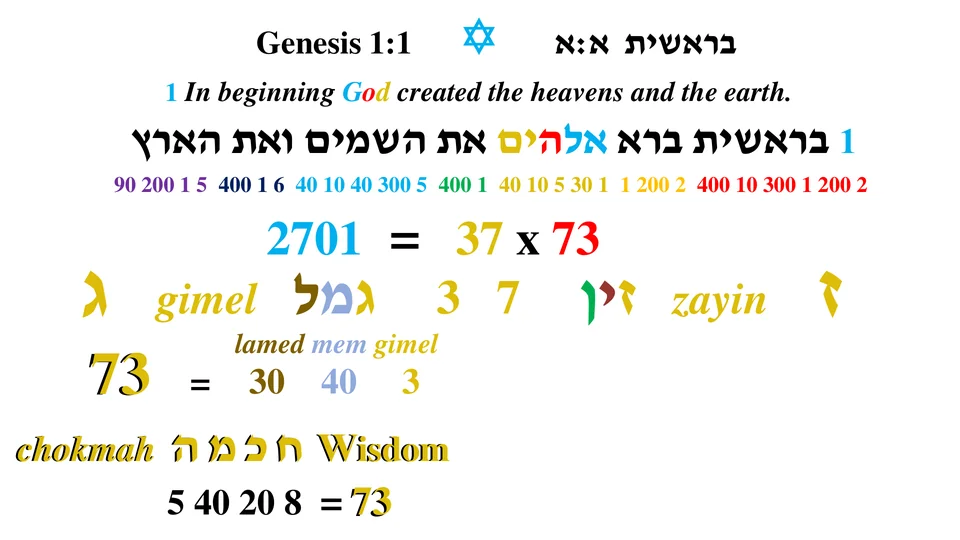 Genesis 1:1 ✡ בראשית א:א
1 In beginning God created the heavens and the earth.
1 בראשית ברא אלהים את השמים ואת הארץ
90 200 1 5 400 1 6 40 10 40 300 5 400 1 40 10 5 30 1 1 200 2 400 10 300 1 200 2
2701 = 37 x 73
ג gimel גמל 3 7 זין zayin ז
lamed mem gimel
73 = 30 40 3
chokmah ח כ מ ה Wisdom
5 40 20 8 = 73